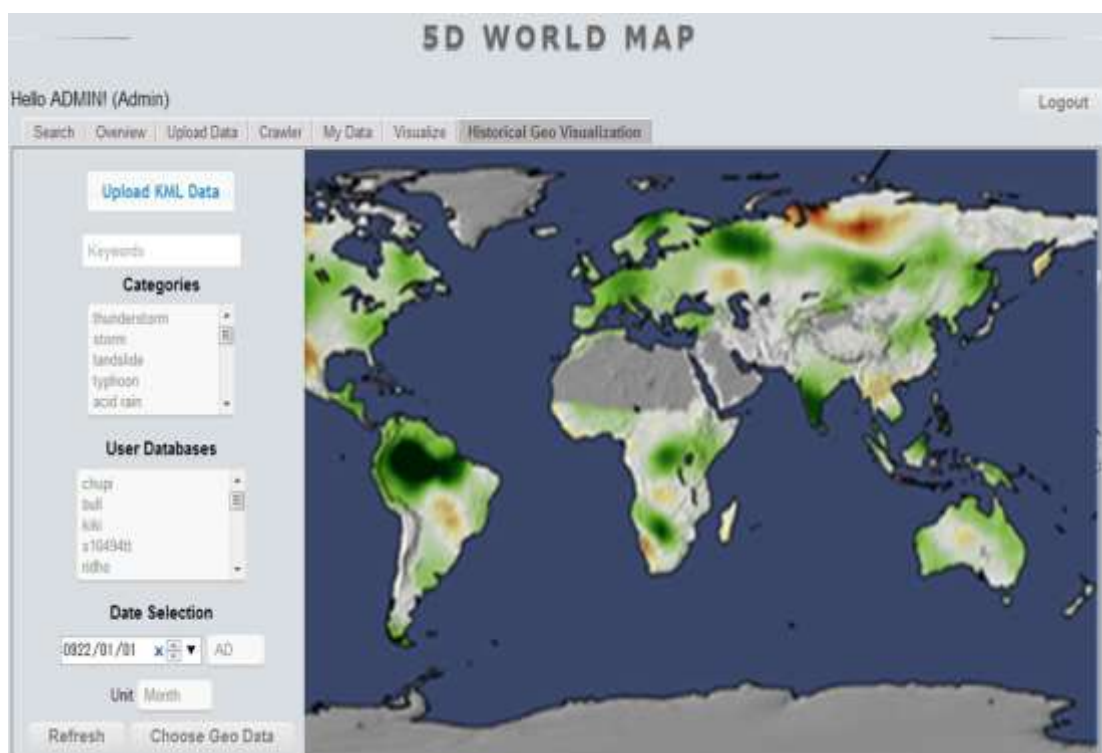 5D WORLD MAP
Hello ADMIN! (Admin)
Logout
Search Overview Upload Data Crawler My Data Visualize Historical Geo Visualization
Upload KML Data
Keywords
Categories
thunderstorm
storm
landslide
typhoon
acid rain
User Databases
chupi
bull
kiki
s10494tt
ridho
Date Selection
0922/01/01 x AD
Unit Month
Refresh Choose Geo Data